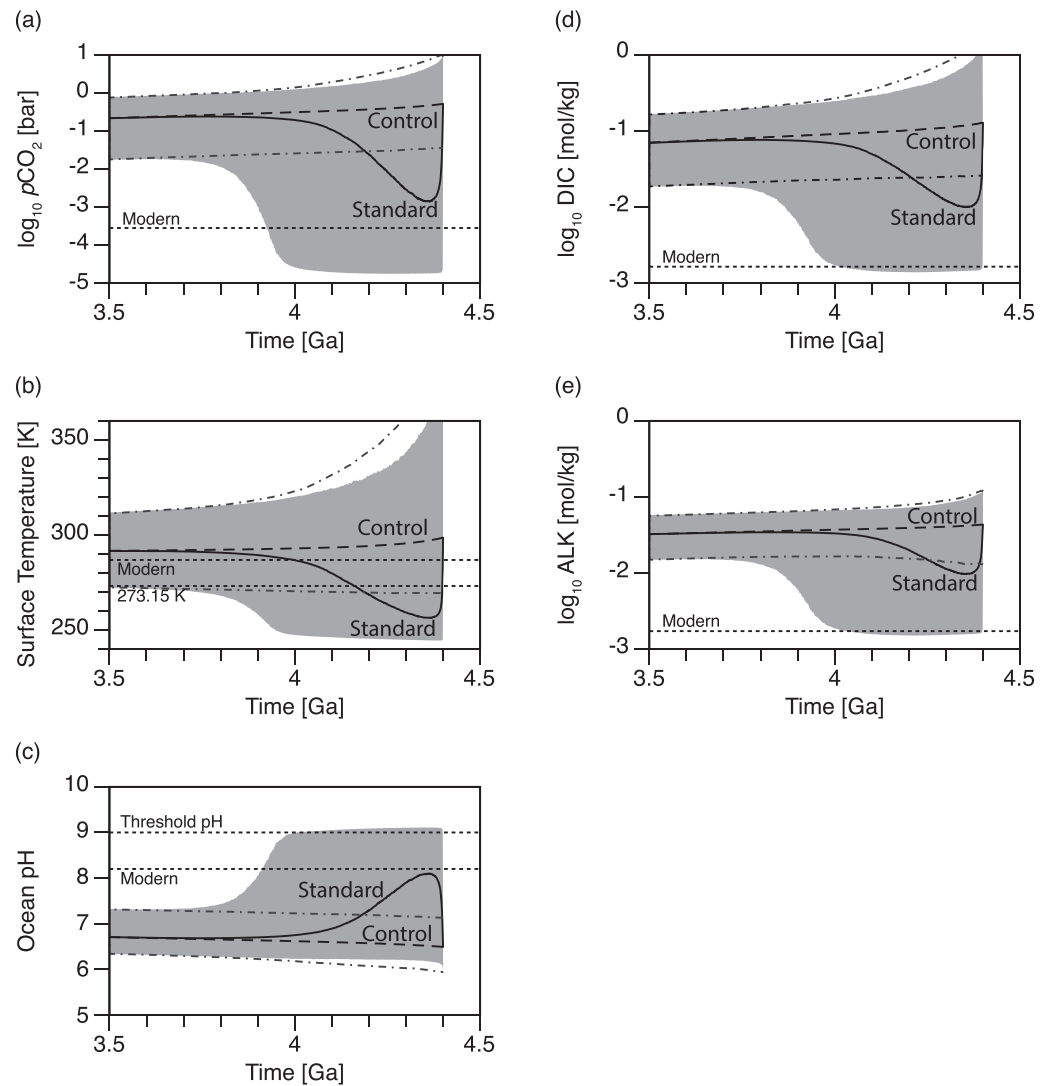 (a)
log10 pCO2 [bar]
1
0
-1
-2
-3
-4
-5
Control
Standard
Modern
3.5
4
4.5
Time [Ga]
(d)
log10 DIC [mol/kg]
0
-1
-2
-3
Control
Standard
Modern
3.5
4
4.5
Time [Ga]
(b)
Surface Temperature [K]
350
300
250
Control
Modern
273.15 K
Standard
3.5
4
4.5
Time [Ga]
(e)
log10 ALK [mol/kg]
0
-1
-2
-3
Control
Standard
Modern
3.5
4
4.5
Time [Ga]
(c)
Ocean pH
10
9
8
7
6
5
Threshold pH
Modern
Standard
Control
3.5
4
4.5
Time [Ga]